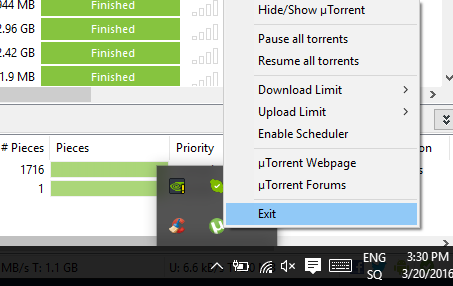 944 MB Finished
2.96 GB Finished
2.42 GB Finished
1.9 MB Finished
Hide/Show µTorrent
Pause all torrents
Resume all torrents
Download Limit
Upload Limit
Enable Scheduler
µTorrent Webpage
µTorrent Forums
Exit
# Pieces Pieces Priority
1716
1
MB/s T: 1.1 GB U: 6.6 k
ENG 3:30 PM
SQ 3/20/2016